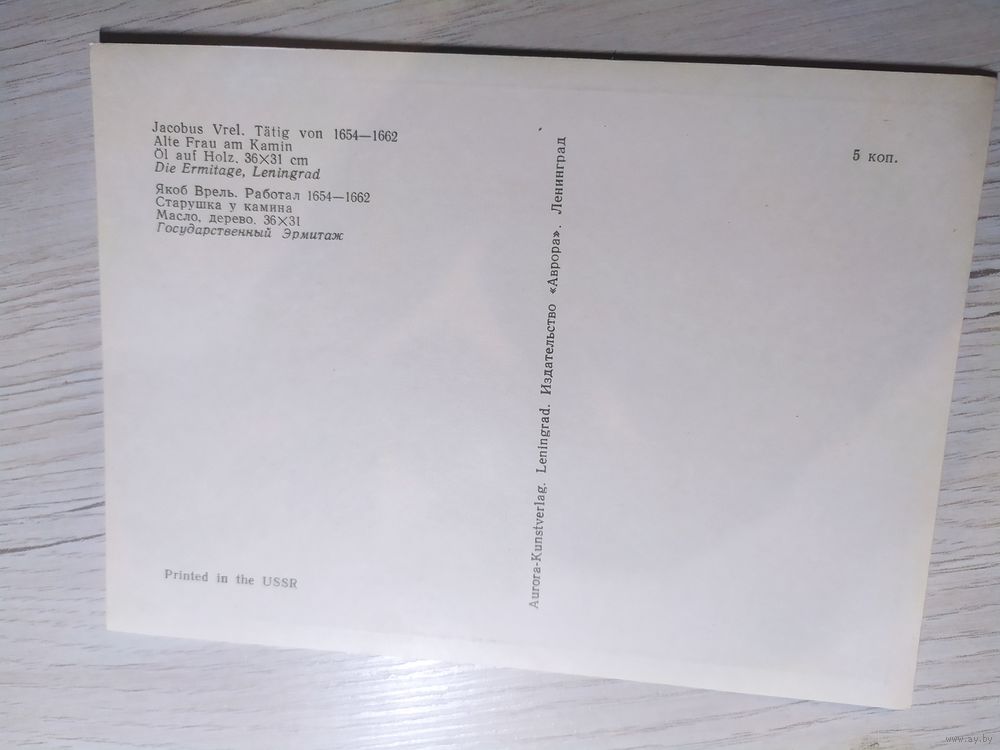 Jacobus Vrel. Tätig von 1654—1662
Alte Frau am Kamin
Öl auf Holz. 36×31 cm
Die Ermitage, Leningrad
Якоб Врель. Работал 1654—1662
Старушка у камина
Масло, дерево. 36×31
Государственный Эрмитаж
Printed in the USSR
Aurora-Kunstverlag. Leningrad. Издательство «Аврора». Ленинград
5 коп.
www.ay.by